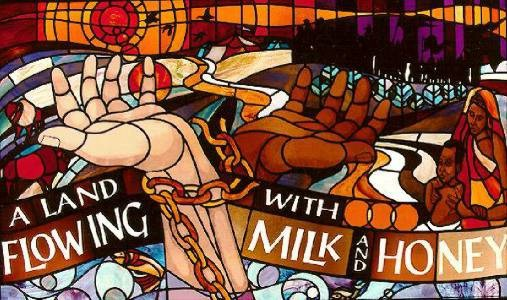 A LAND
FLOWING
WITH
MILK AND HONEY